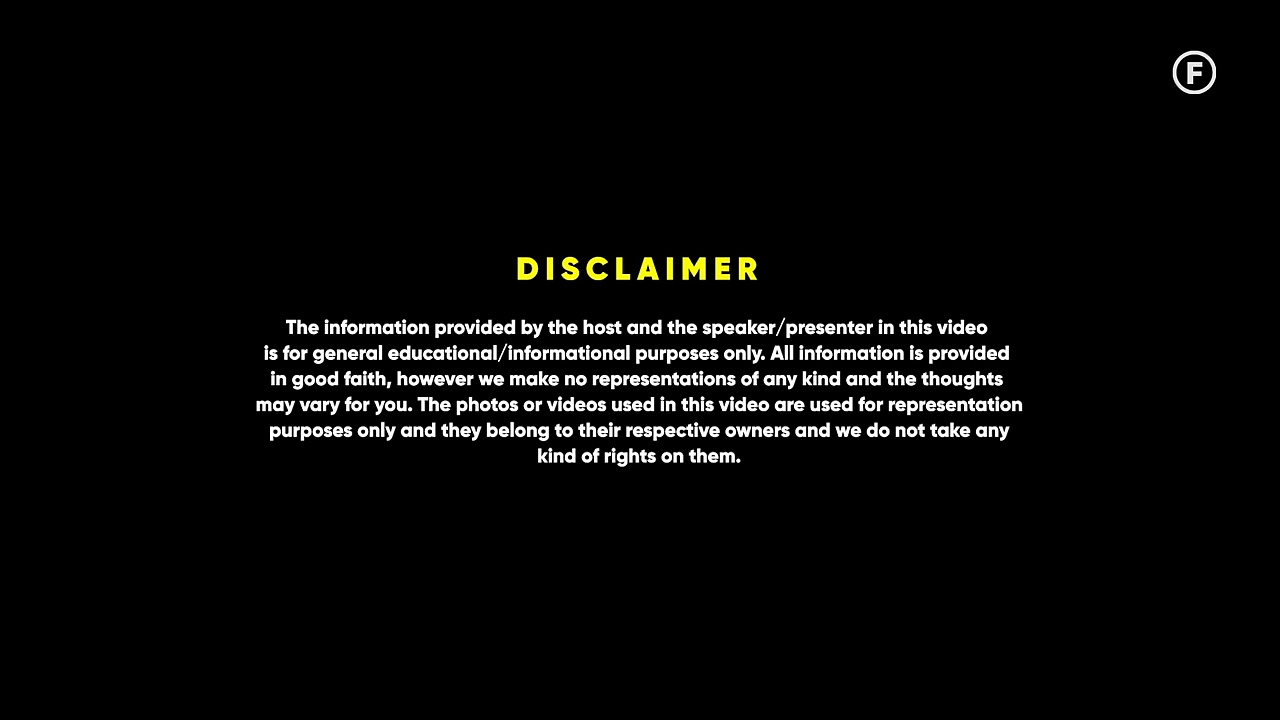 F
DISCLAIMER
The information provided by the host and the speaker/presenter in this video
is for general educational/informational purposes only. All information is provided
in good faith, however we make no representations of any kind and the thoughts
may vary for you. The photos or videos used in this video are used for representation
purposes only and they belong to their respective owners and we do not take any
kind of rights on them.